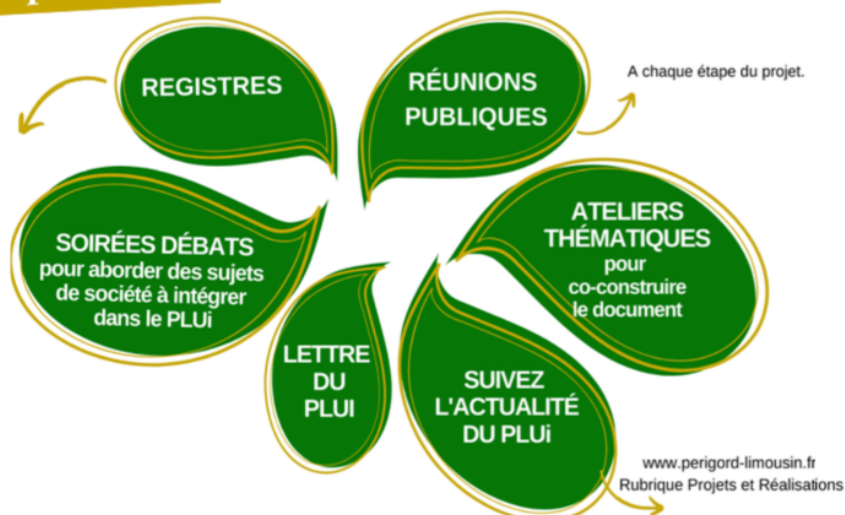 REGISTRES
RÉUNIONS
PUBLIQUES
A chaque étape du projet.
SOIRÉES DÉBATS
pour aborder des sujets
de société à intégrer
dans le PLUi
ATELIERS
THÉMATIQUES
pour
co-construire
le document
LETTRE
DU
PLUI
SUIVEZ
L'ACTUALITÉ
DU PLUi
www.perigord-limousin.fr
Rubrique Projets et Réalisations